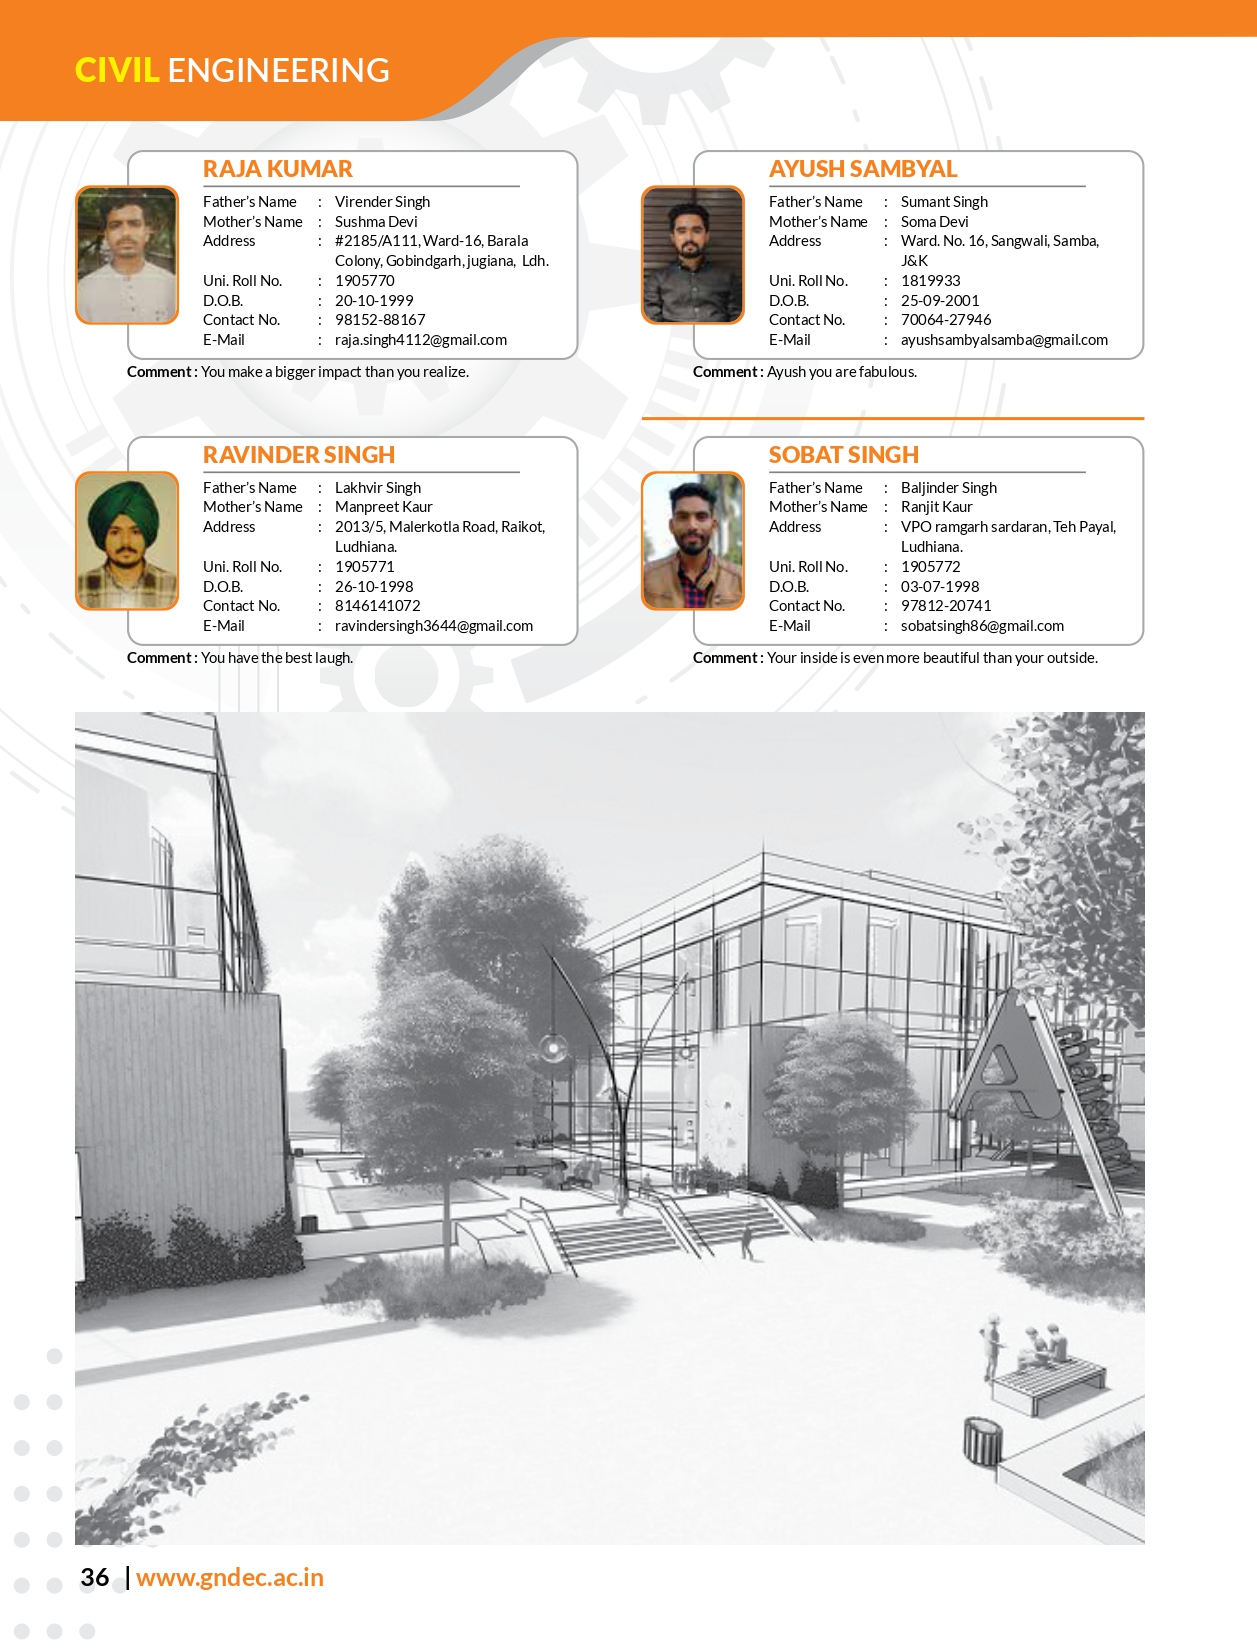 CIVIL ENGINEERING
RAJA KUMAR
Father's Name : Virender Singh
Mother's Name : Sushma Devi
Address : #2185/A111, Ward-16, Barala
Colony, Gobindgarh, jugiana, Ldh.
Uni. Roll No. : 1905770
D.O.B. : 20-10-1999
Contact No. : 98152-88167
E-Mail : raja.singh4112@gmail.com
Comment : You make a bigger impact than you realize.
AYUSH SAMBYAL
Father's Name : Sumant Singh
Mother's Name : Soma Devi
Address : Ward. No. 16, Sangwali, Samba,
J&K
Uni. Roll No. : 1819933
D.O.B. : 25-09-2001
Contact No. : 70064-27946
E-Mail : ayushsambyalsamba@gmail.com
Comment : Ayush you are fabulous.
RAVINDER SINGH
Father's Name : Lakhvir Singh
Mother's Name : Manpreet Kaur
Address : 2013/5, Malerkotla Road, Raikot,
Ludhiana.
Uni. Roll No. : 1905771
D.O.B. : 26-10-1998
Contact No. : 8146141072
E-Mail : ravindersingh3644@gmail.com
Comment : You have the best laugh.
SOBAT SINGH
Father's Name : Baljinder Singh
Mother's Name : Ranjit Kaur
Address : VPO ramgarh sardaran, Teh Payal,
Ludhiana.
Uni. Roll No. : 1905772
D.O.B. : 03-07-1998
Contact No. : 97812-20741
E-Mail : sobatsingh86@gmail.com
Comment : Your inside is even more beautiful than your outside.
A
36 | www.gndec.ac.in